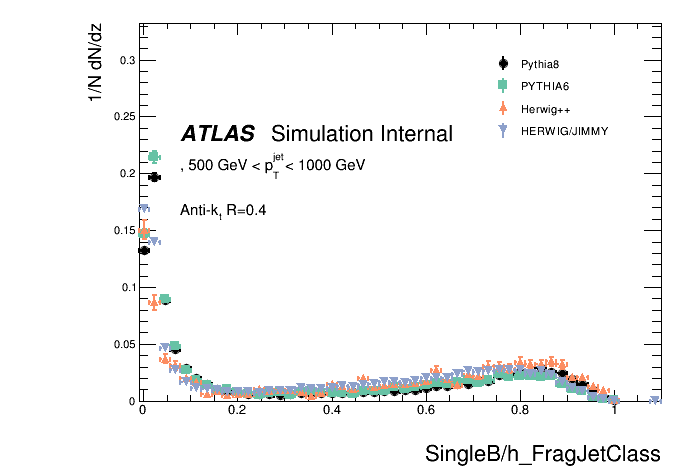 1/N dN/dz
0.3
0.25
0.2
0.15
0.1
0.05
0
Pythia8
PYTHIA6
Herwig++
HERWIG/JIMMY
ATLAS Simulation Internal
, 500 GeV < p_T^jet < 1000 GeV
Anti-k_t R=0.4
0 0.2 0.4 0.6 0.8 1
SingleB/h_FragJetClass